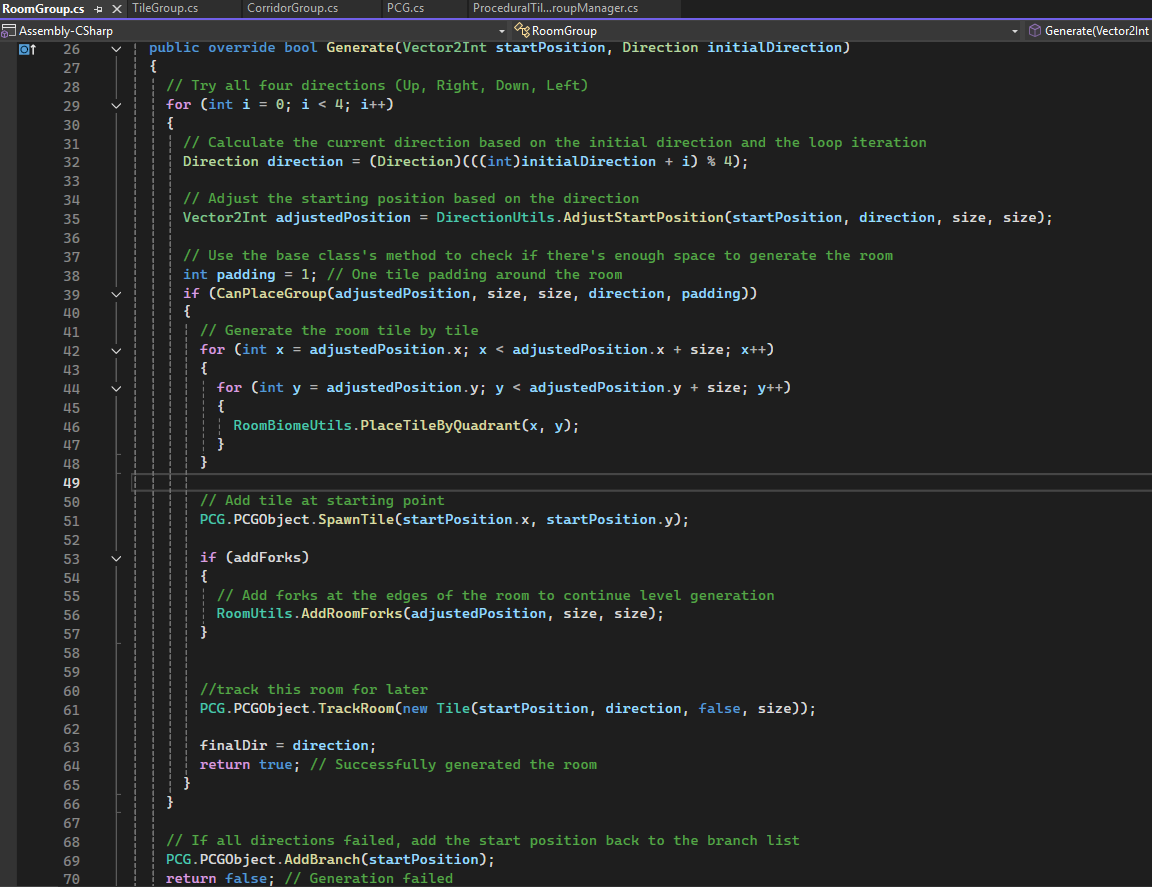 RoomGroup.cs TileGroup.cs CorridorGroup.cs PCG.cs ProceduralTil...roupManager.cs
Assembly-CSharp RoomGroup Generate(Vector2Int
26 public override bool Generate(Vector2Int startPosition, Direction initialDirection)
27 {
28 // Try all four directions (Up, Right, Down, Left)
29 for (int i = 0; i < 4; i++)
30 {
31 // Calculate the current direction based on the initial direction and the loop iteration
32 Direction direction = (Direction)(((int)initialDirection + i) % 4);
33
34 // Adjust the starting position based on the direction
35 Vector2Int adjustedPosition = DirectionUtils.AdjustStartPosition(startPosition, direction, size, size);
36
37 // Use the base class's method to check if there's enough space to generate the room
38 int padding = 1; // One tile padding around the room
39 if (CanPlaceGroup(adjustedPosition, size, size, direction, padding))
40 {
41 // Generate the room tile by tile
42 for (int x = adjustedPosition.x; x < adjustedPosition.x + size; x++)
43 {
44 for (int y = adjustedPosition.y; y < adjustedPosition.y + size; y++)
45 {
46 RoomBiomeUtils.PlaceTileByQuadrant(x, y);
47 }
48 }
49
50 // Add tile at starting point
51 PCG.PCGObject.SpawnTile(startPosition.x, startPosition.y);
52
53 if (addForks)
54 {
55 // Add forks at the edges of the room to continue level generation
56 RoomUtils.AddRoomForks(adjustedPosition, size, size);
57 }
58
59
60 //track this room for later
61 PCG.PCGObject.TrackRoom(new Tile(startPosition, direction, false, size));
62
63 finalDir = direction;
64 return true; // Successfully generated the room
65 }
66 }
67
68 // If all directions failed, add the start position back to the branch list
69 PCG.PCGObject.AddBranch(startPosition);
70 return false; // Generation failed